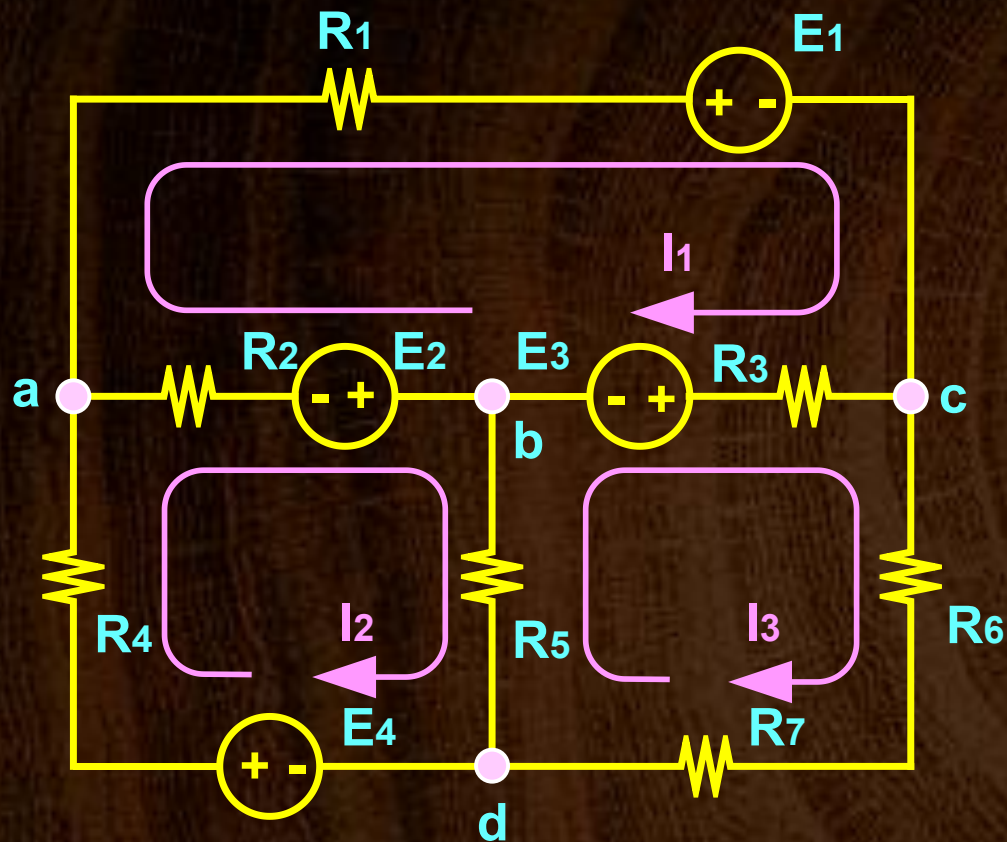 R1
E1
+ -
I1
R2
E2
E3
R3
a
- +
- +
c
b
R4
I2
R5
I3
R6
E4
R7
+ -
d